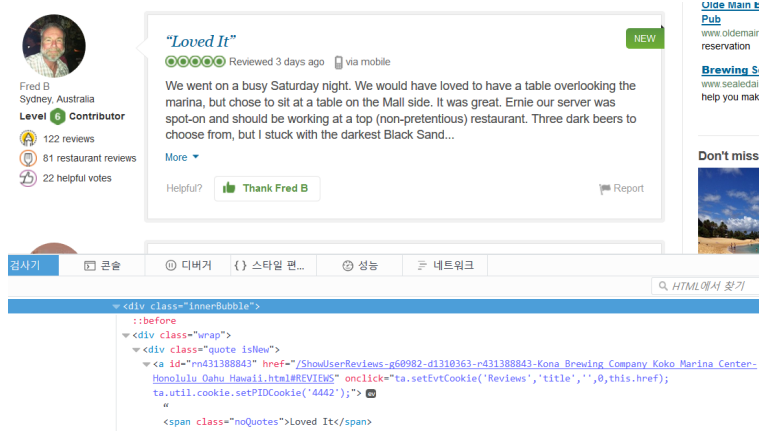 Olde Main
Pub
www.oldemain
reservation
Brewing
www.sealedai
help you mak
Don't miss
"Loved It"
NEW
Reviewed 3 days ago via mobile
We went on a busy Saturday night. We would have loved to have a table overlooking the
marina, but chose to sit at a table on the Mall side. It was great. Ernie our server was
spot-on and should be working at a top (non-pretentious) restaurant. Three dark beers to
choose from, but I stuck with the darkest Black Sand...
More
Helpful? Thank Fred B Report
Fred B
Sydney, Australia
Level 6 Contributor
122 reviews
81 restaurant reviews
22 helpful votes
검사기 콘솔 디버거 {} 스타일 편... 성능 네트워크
HTML에서 찾기
<div class="innerBubble">
::before
<div class="wrap">
<div class="quote isNew">
<a id="rn431388843" href="/ShowUserReviews-g60982-d1310363-r431388843-Kona Brewing Company Koko Marina Center-
Honolulu Oahu Hawaii.html#REVIEWS" onclick="ta.setEvtCookie('Reviews','title','',0,this.href);
ta.util.cookie.setPIDCookie('4442');"> ev
"
<span class="noQuotes">Loved It</span>